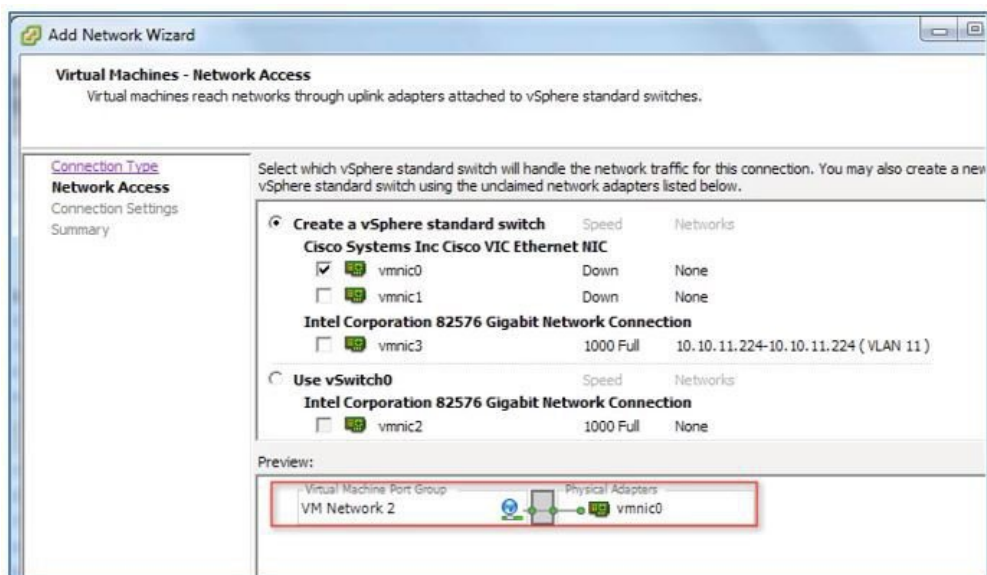 Add Network Wizard
Virtual Machines - Network Access
Virtual machines reach networks through uplink adapters attached to vSphere standard switches.
Connection Type
Network Access
Connection Settings
Summary
Select which vSphere standard switch will handle the network traffic for this connection. You may also create a new
vSphere standard switch using the unclaimed network adapters listed below.
Create a vSphere standard switch Speed Networks
Cisco Systems Inc Cisco VIC Ethernet NIC
vmnic0 Down None
vmnic1 Down None
Intel Corporation 82576 Gigabit Network Connection
vmnic3 1000 Full 10.10.11.224-10.10.11.224 ( VLAN 11 )
Use vSwitch0 Speed Networks
Intel Corporation 82576 Gigabit Network Connection
vmnic2 1000 Full None
Preview:
Virtual Machine Port Group Physical Adapters
VM Network 2 vmnic0